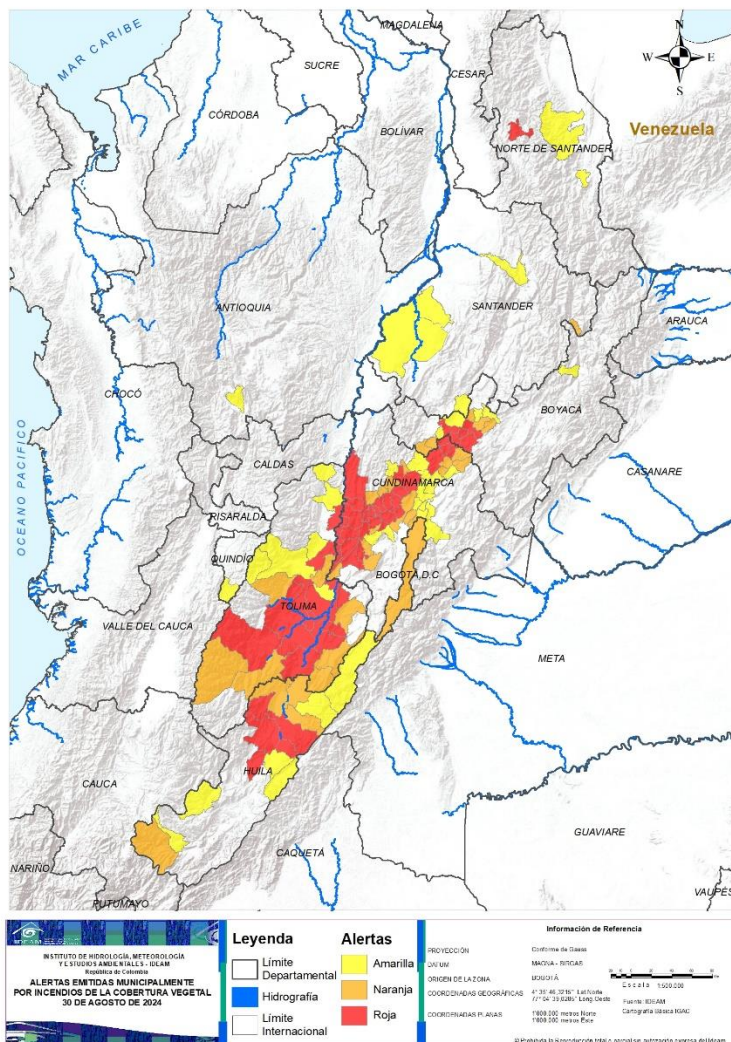 MAGDALENA
MAR CARIBE
SUCRE
CESAR
N
W E
S
CÓRDOBA
BOLÍVAR
Venezuela
NORTE DE SANTANDER
ANTIOQUIA
SANTANDER
ARAUCA
CHOCÓ
BOYACÁ
OCEANO PACIFICO
CALDAS
CUNDINAMARCA
CASANARE
RISARALDA
QUINDÍO
BOGOTÁ, D.C
TOLIMA
VALLE DEL CAUCA
META
HUILA
CAUCA
GUAVIARE
NARIÑO
CAQUETÁ
PUTUMAYO
VAUPÉS
INSTITUTO DE HIDROLOGÍA, METEOROLOGÍA
Y ESTUDIOS AMBIENTALES - IDEAM
República de Colombia
ALERTAS EMITIDAS MUNICIPALMENTE
POR INCENDIOS DE LA COBERTURA VEGETAL
30 DE AGOSTO DE 2024
Leyenda
Límite
Departamental
Hidrografía
Límite
Internacional
Alertas
Amarilla
Naranja
Roja
Información de Referencia
PROYECCIÓN Conforme de Gauss
DATUM MAGNA - SIRGAS
ORIGEN DE LA ZONA BOGOTÁ
COORDENADAS GEOGRÁFICAS
COORDENADAS PLANAS
Escala
Fuente: IDEAM
Cartografía Básica IGAC